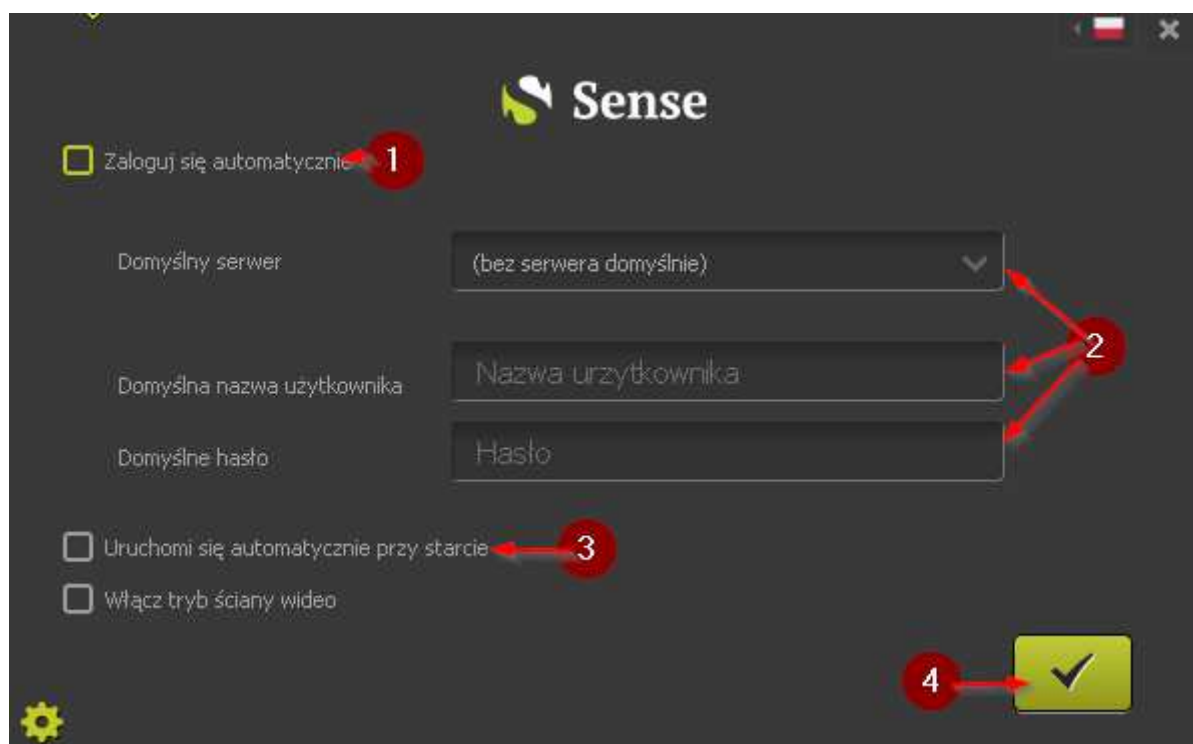 Sense
Zaloguj się automatycznie 1
Domyślny serwer (bez serwera domyślnie)
2
Domyślna nazwa użytkownika Nazwa urzytkownika
Domyślne hasło Hasło
Uruchomi się automatycznie przy starcie 3
Włącz tryb ściany wideo
4